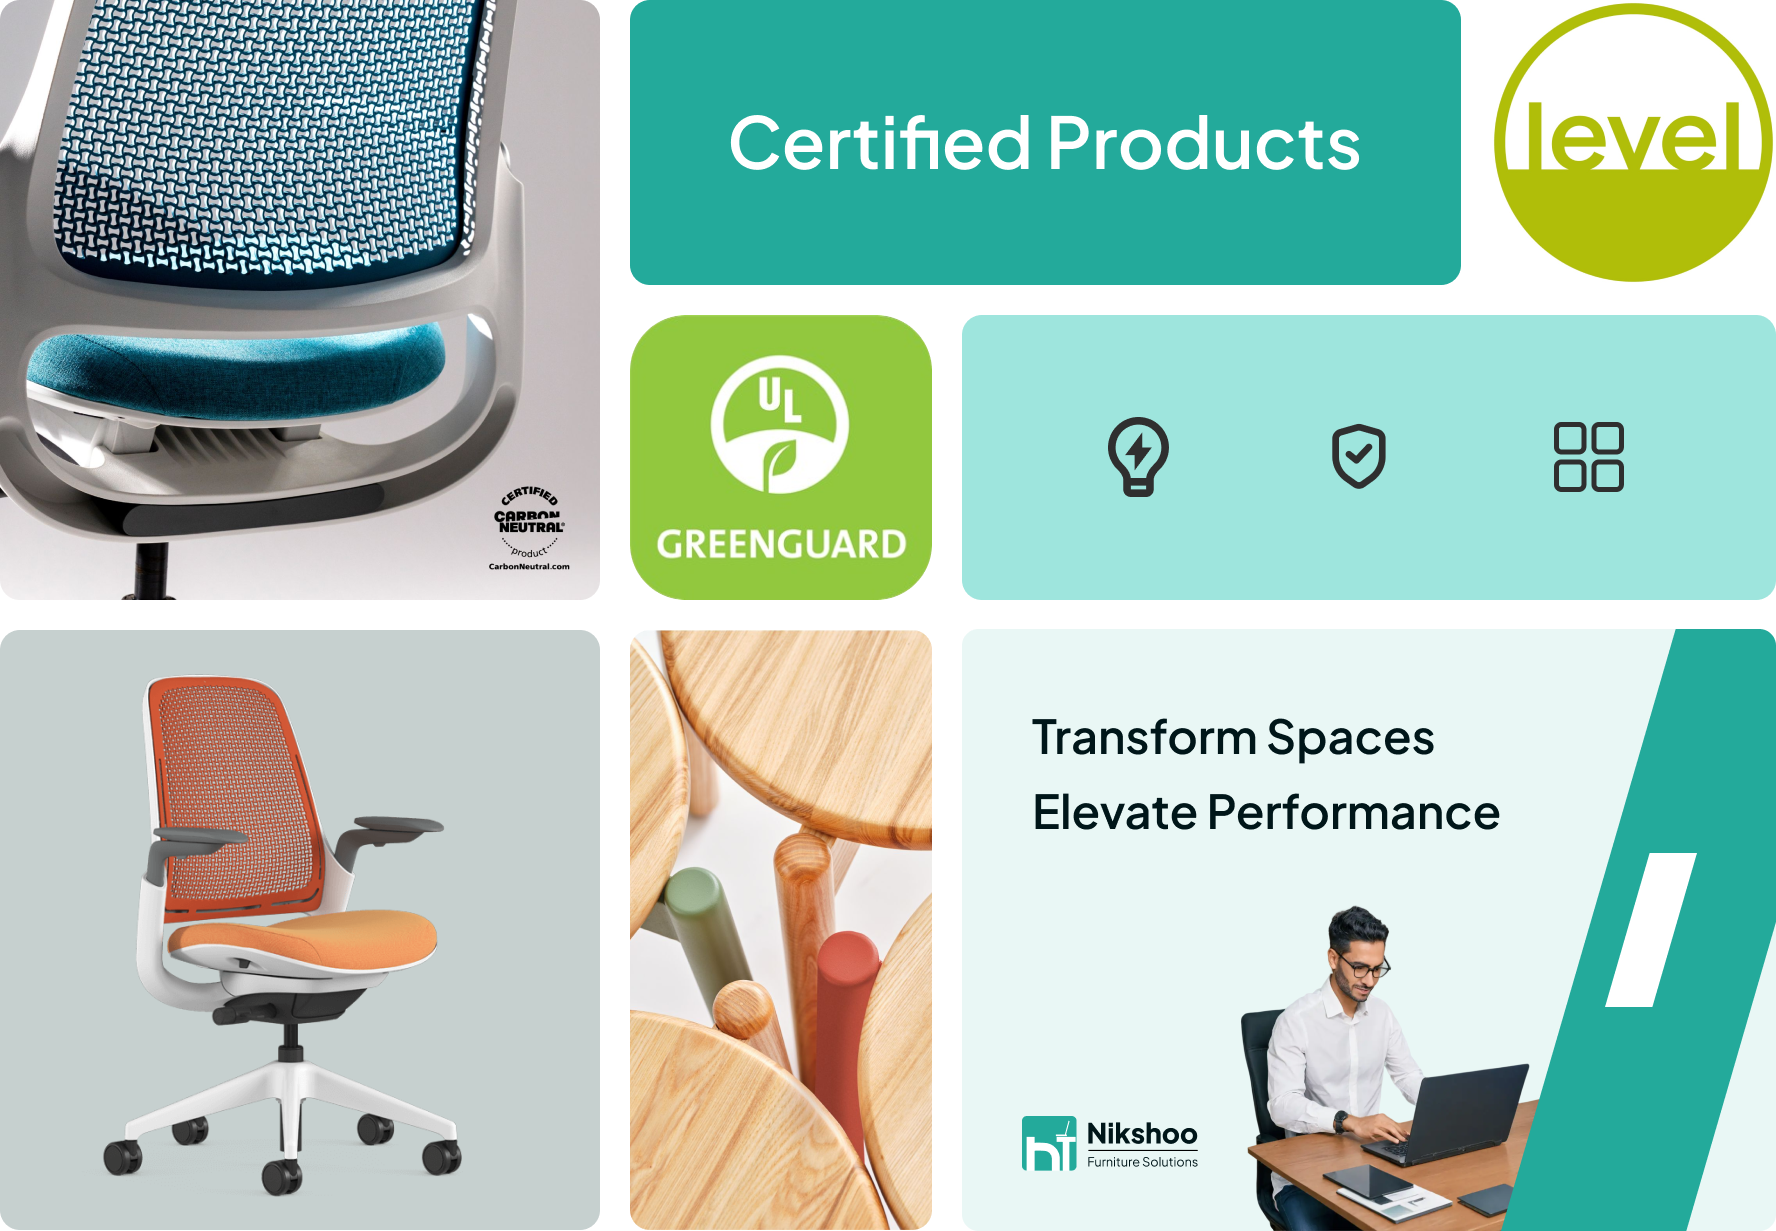 Certified Products
level
CERTIFIED
CARBON
NEUTRAL®
product
CarbonNeutral.com
UL
GREENGUARD
Transform Spaces
Elevate Performance
Nikshoo
Furniture Solutions